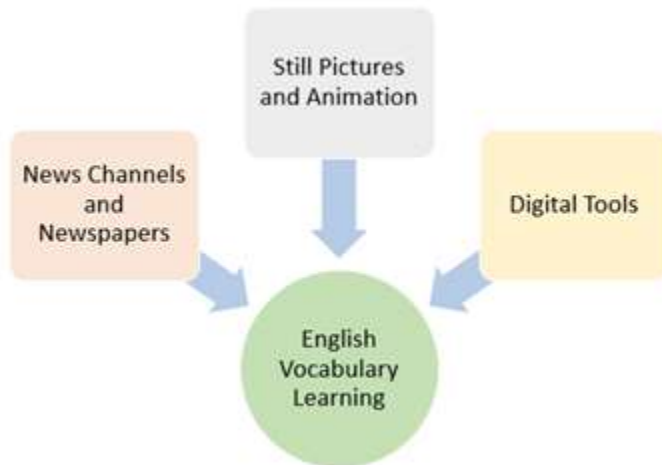 Still Pictures
and Animation
News Channels
and
Newspapers
Digital Tools
English
Vocabulary
Learning